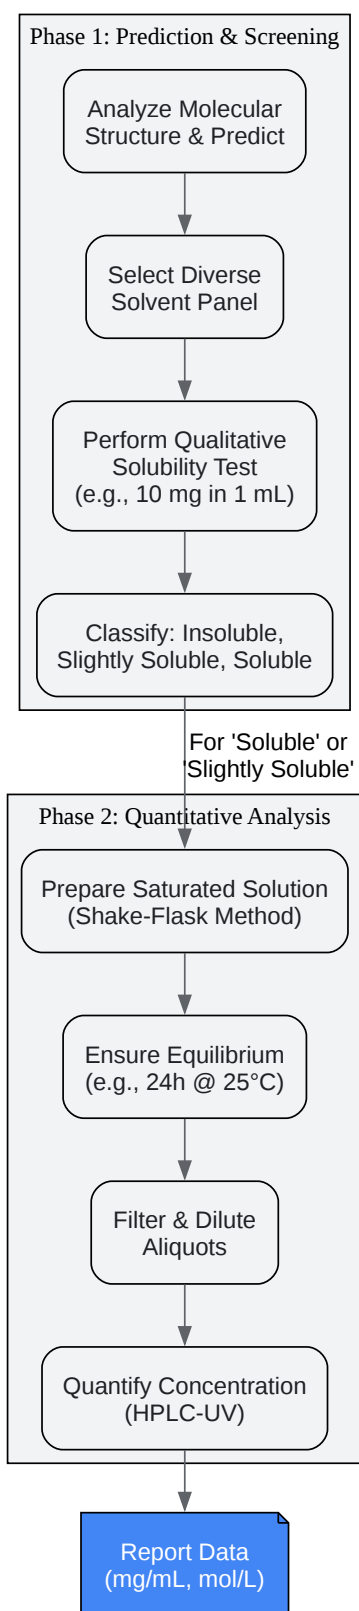 Phase 1: Prediction & Screening
Analyze Molecular
Structure & Predict
Select Diverse
Solvent Panel
Perform Qualitative
Solubility Test
(e.g., 10 mg in 1 mL)
Classify: Insoluble,
Slightly Soluble, Soluble
For 'Soluble' or
'Slightly Soluble'
Phase 2: Quantitative Analysis
Prepare Saturated Solution
(Shake-Flask Method)
Ensure Equilibrium
(e.g., 24h @ 25°C)
Filter & Dilute
Aliquots
Quantify Concentration
(HPLC-UV)
Report Data
(mg/mL, mol/L)